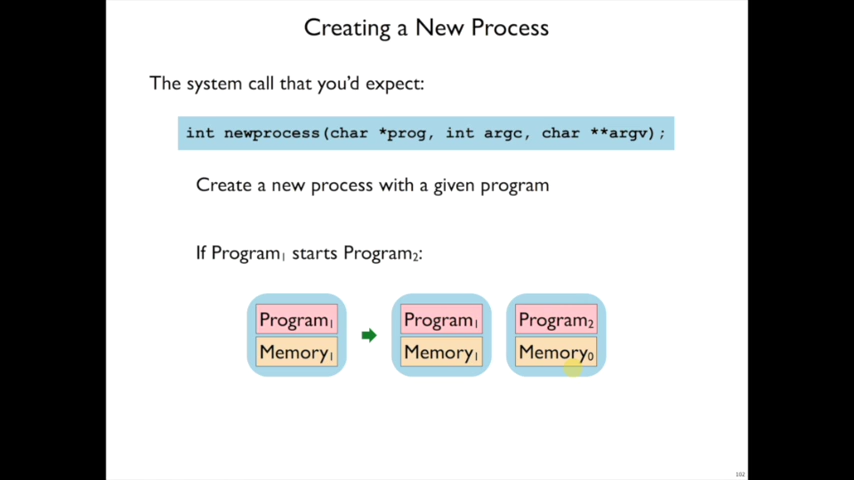 Creating a New Process
The system call that you'd expect:
int newprocess(char *prog, int argc, char **argv);
Create a new process with a given program
If Program₁ starts Program₂:
Program₁ Program₁ Program₂
Memory₁ Memory₁ Memory₀
102